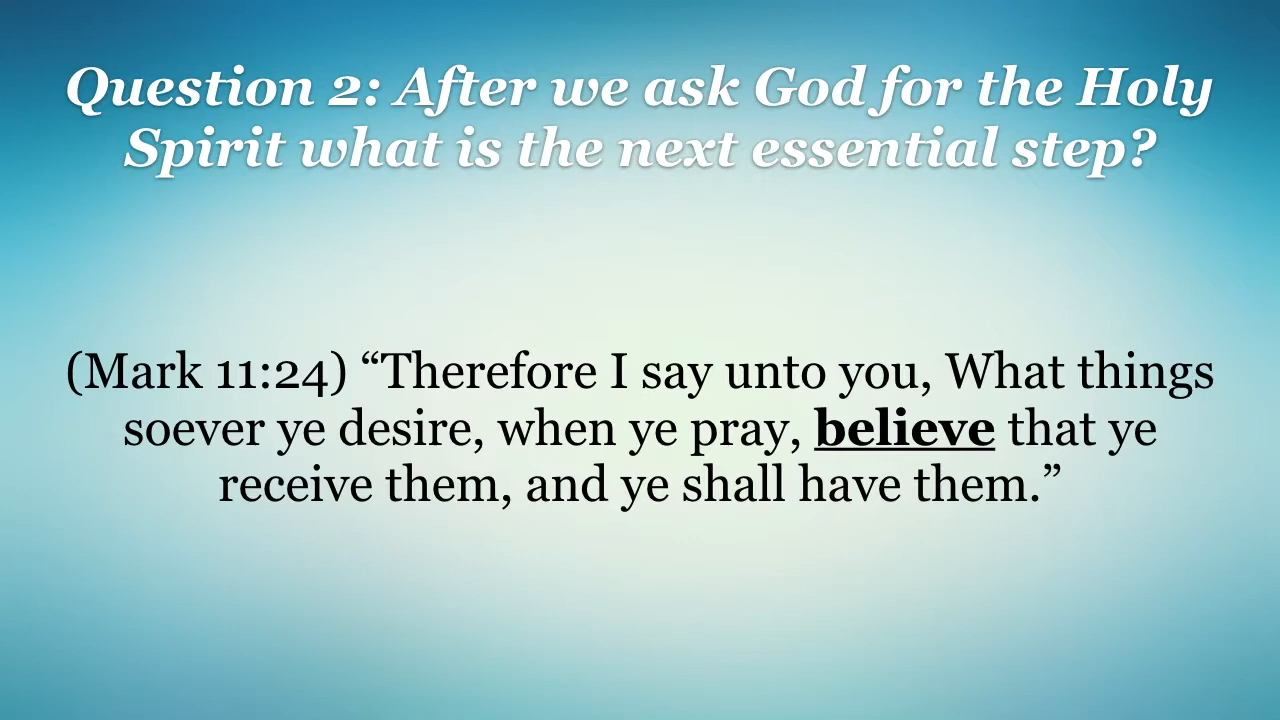 Question 2: After we ask God for the Holy
Spirit what is the next essential step?
(Mark 11:24) “Therefore I say unto you, What things
soever ye desire, when ye pray, believe that ye
receive them, and ye shall have them.”